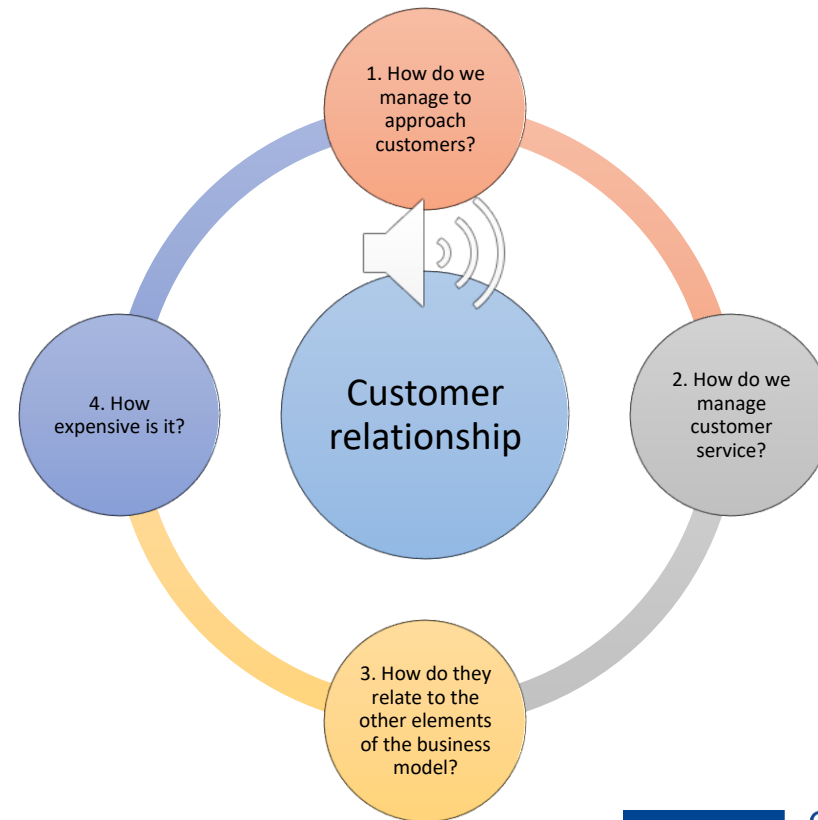 1. How do we
manage to
approach
customers?
Customer
relationship
2. How do we
manage
customer
service?
3. How do they
relate to the
other elements
of the business
model?
4. How
expensive is it?